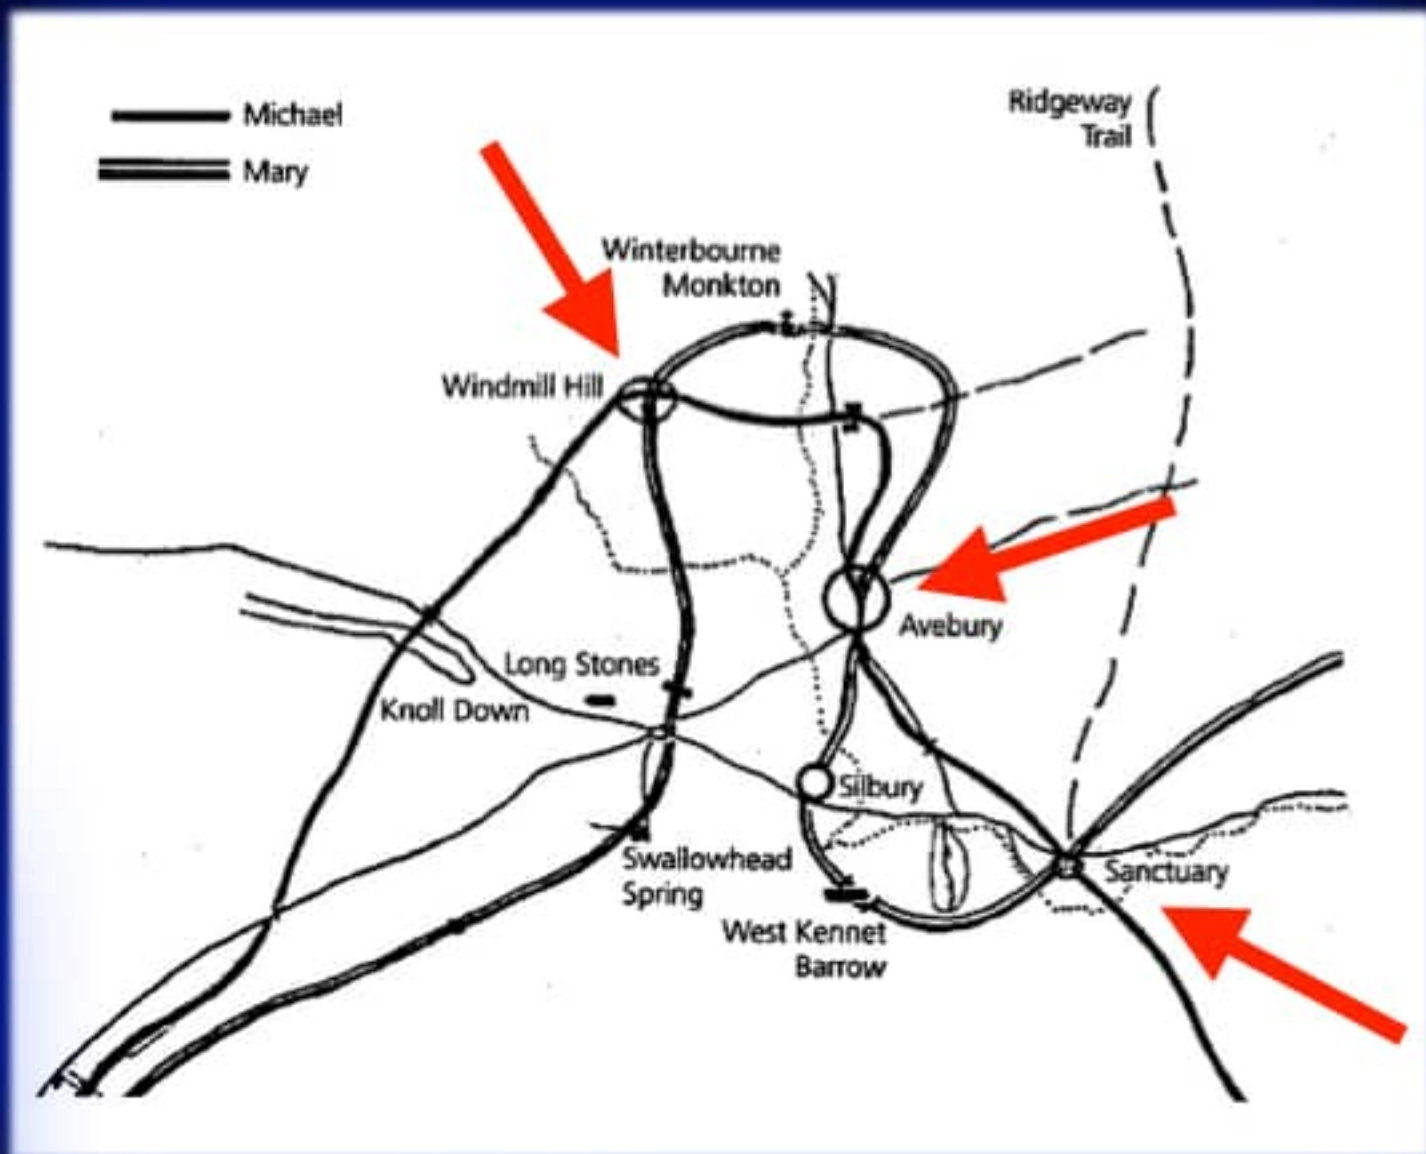 Michael
Mary
Ridgeway
Trail
Winterbourne
Monkton
Windmill Hill
Avebury
Long Stones
Knoll Down
Silbury
Swallowhead
Spring
Sanctuary
West Kennet
Barrow